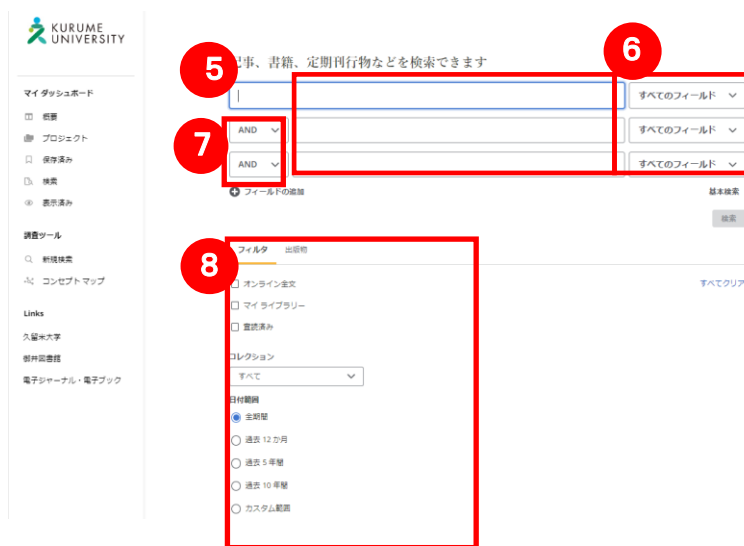 KURUME
UNIVERSITY
マイ ダッシュボード
概要
プロジェクト
保存済み
検索
表示済み
調査ツール
新規検索
コンセプト マップ
Links
久留米大学
御井図書館
電子ジャーナル・電子ブック
5
事、書籍、定期刊行物などを検索できます
6
すべてのフィールド
7
AND
すべてのフィールド
AND
すべてのフィールド
フィールドの追加
基本検索
検索
8
フィルタ 出版物
オンライン全文
すべてクリア
マイ ライブラリー
査読済み
コレクション
すべて
日付範囲
全期間
過去 12 か月
過去 5 年間
過去 10 年間
カスタム範囲